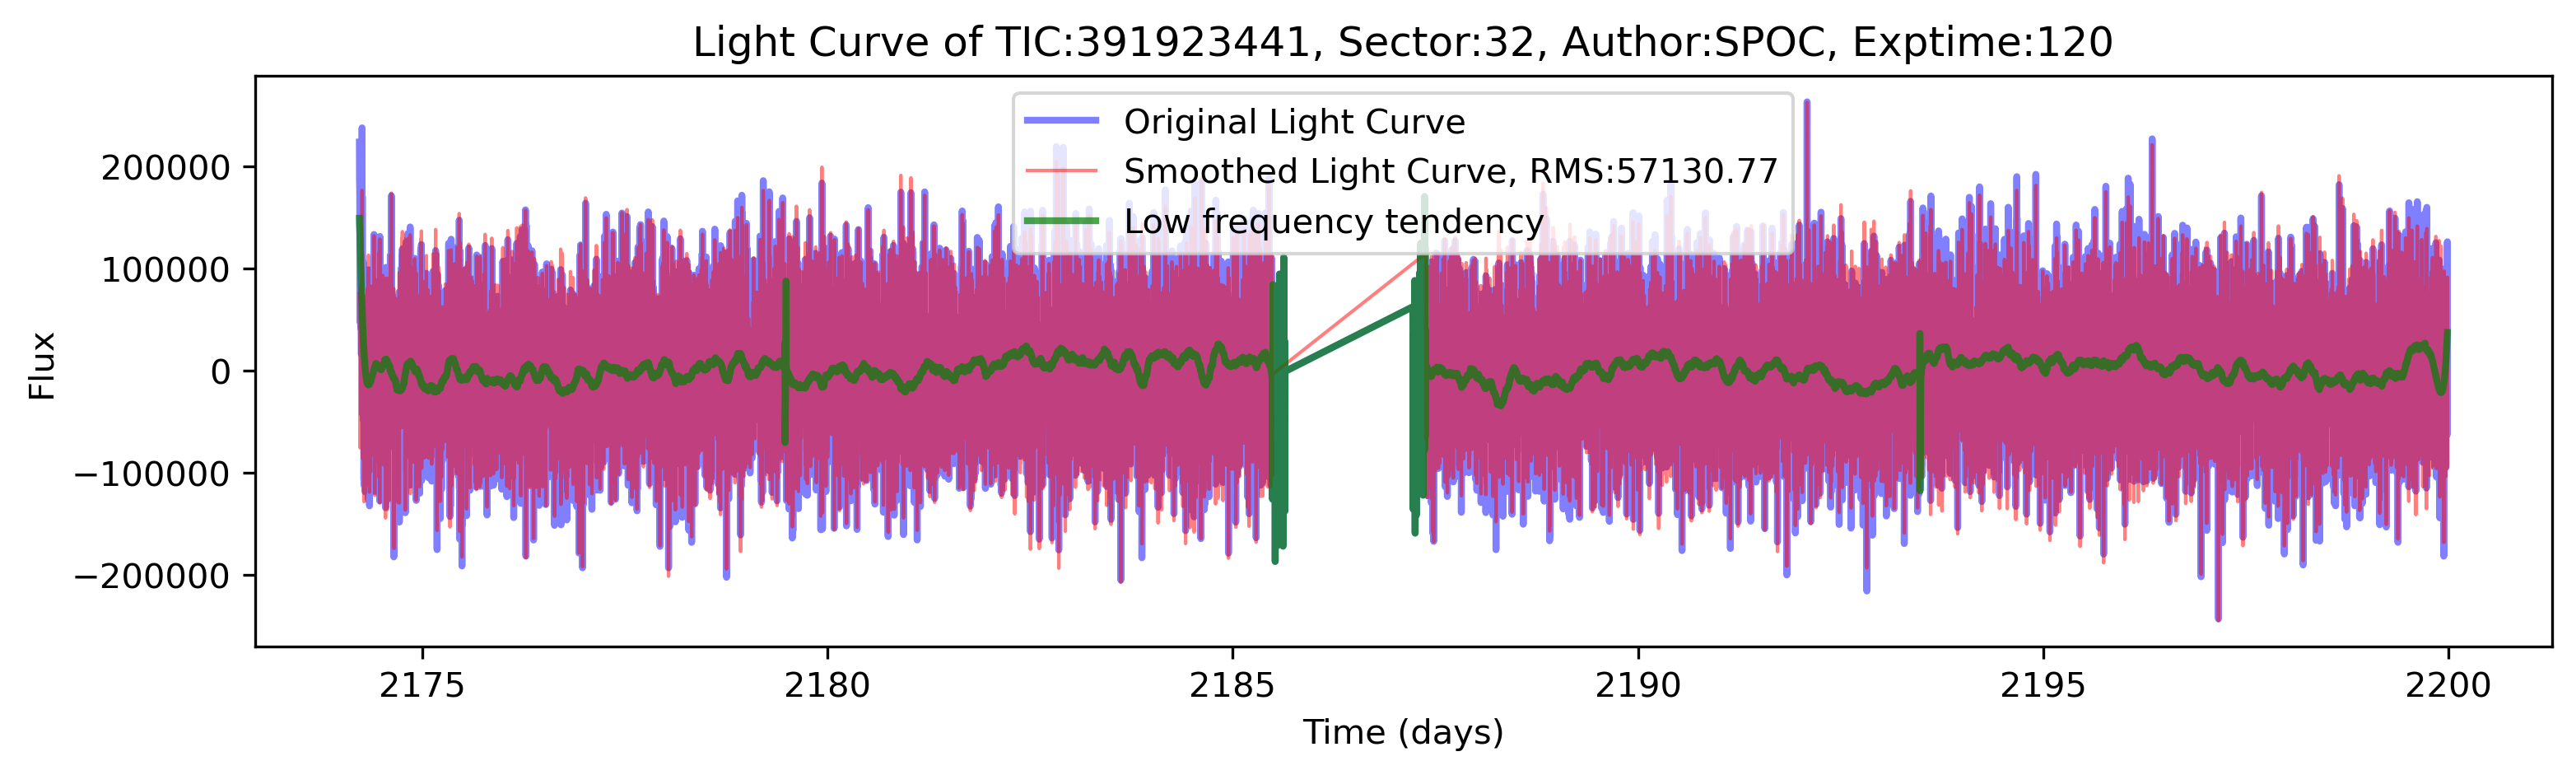 Light Curve of TIC:391923441, Sector:32, Author:SPOC, Exptime:120
Original Light Curve
Smoothed Light Curve, RMS:57130.77
Low frequency tendency
Flux
200000
100000
0
−100000
−200000
2175 2180 2185 2190 2195 2200
Time (days)